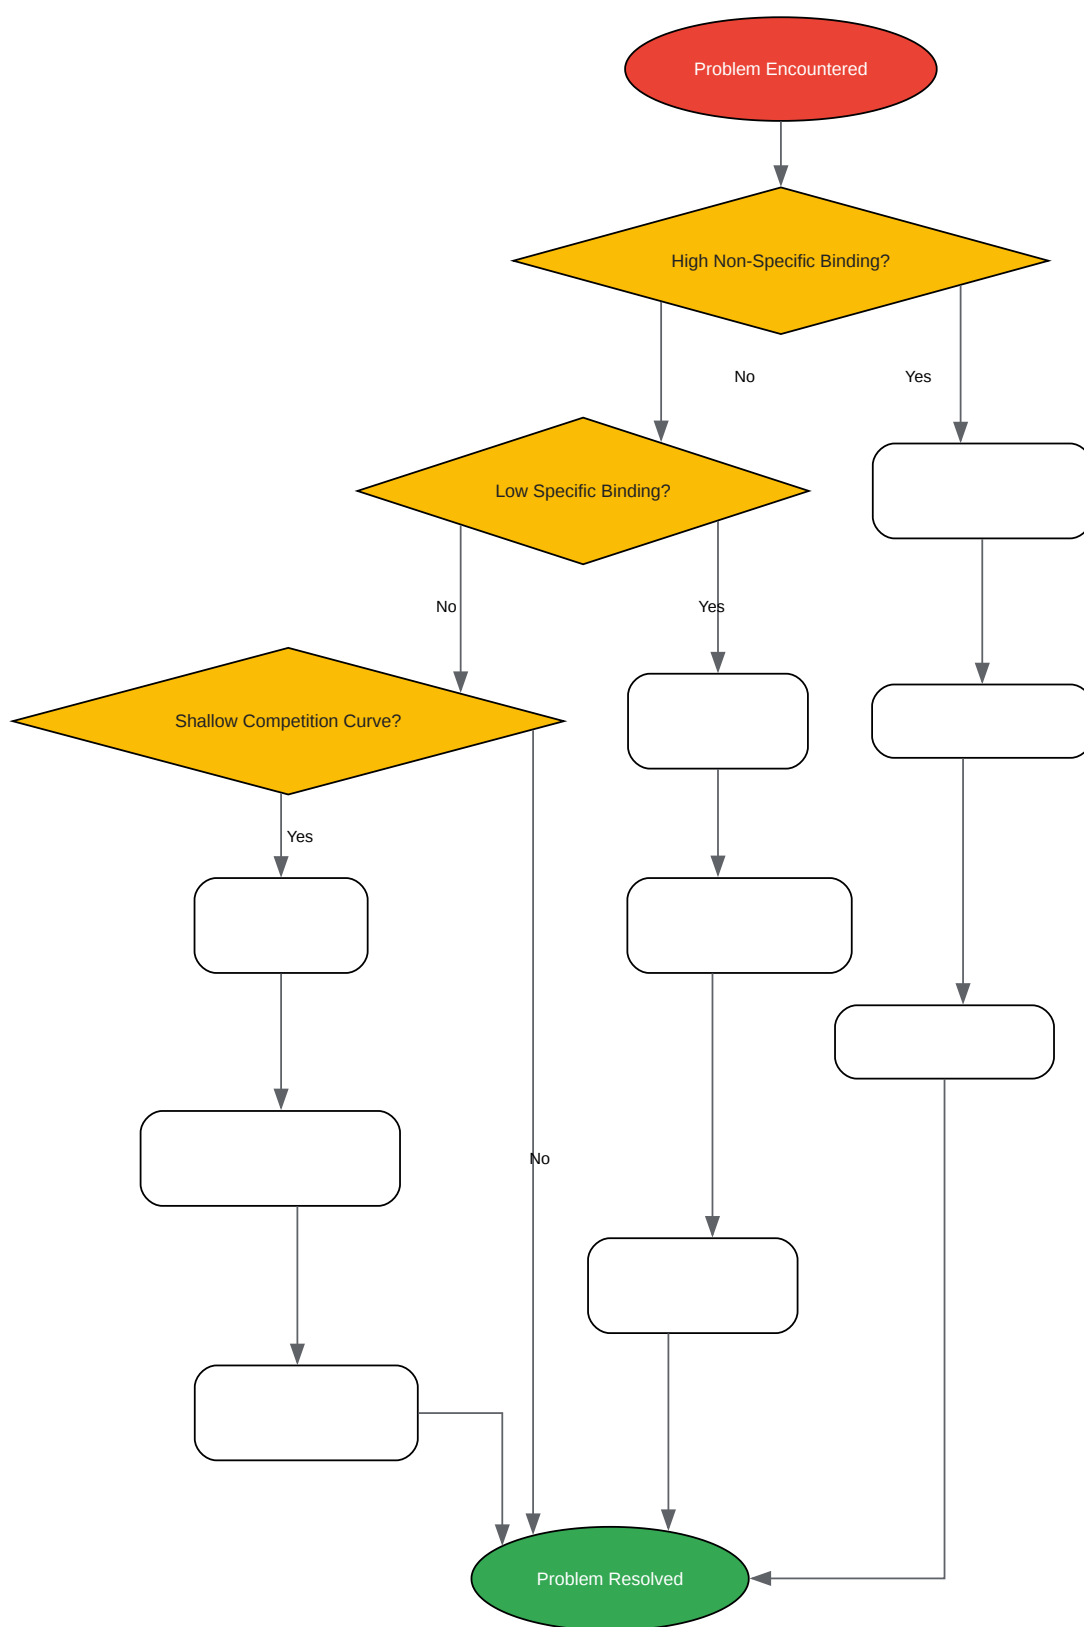 Problem Encountered
High Non-Specific Binding?
No
Yes
Low Specific Binding?
No
Yes
Shallow Competition Curve?
Yes
No
Problem Resolved